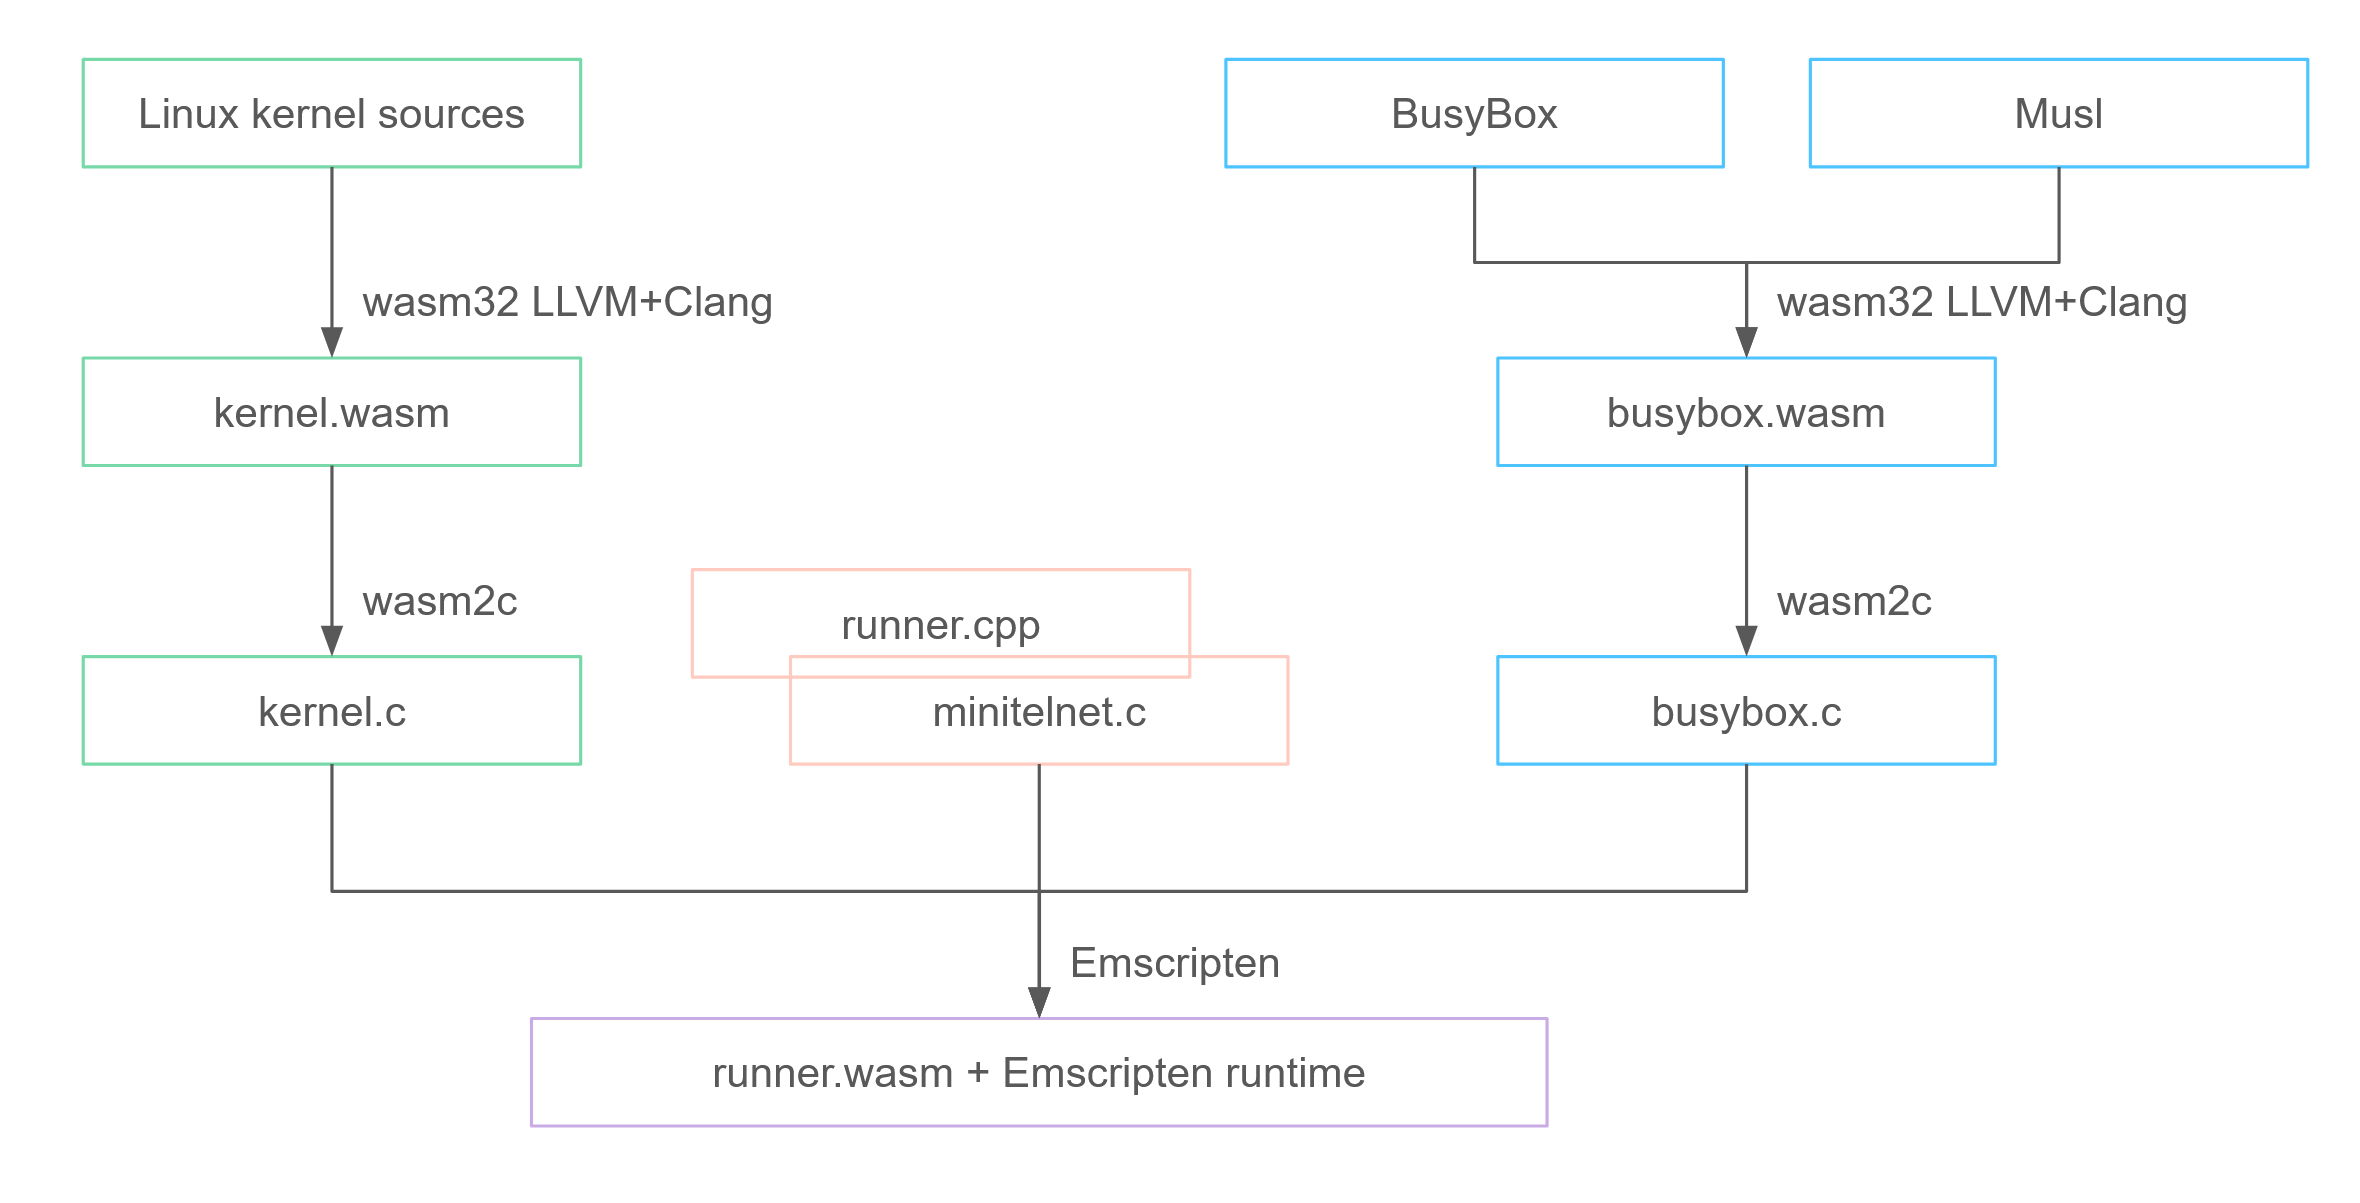 Linux kernel sources
BusyBox
Musl
wasm32 LLVM+Clang
wasm32 LLVM+Clang
kernel.wasm
busybox.wasm
wasm2c
runner.cpp
wasm2c
kernel.c
minitelnet.c
busybox.c
Emscripten
runner.wasm + Emscripten runtime